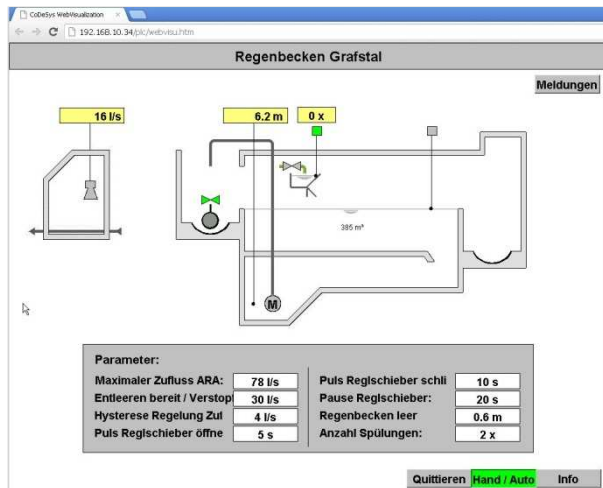 CoDeSys WebVisualization
192.168.10.34/plc/webvisu.htm
Regenbecken Grafstal
Meldungen
16 l/s
6.2 m
0 x
385 m³
M
Parameter:
Maximaler Zufluss ARA: 78 l/s
Entleeren bereit / Verstopf 30 l/s
Hysterese Regelung Zul 4 l/s
Puls Reglschieber öffne 5 s
Puls Reglschieber schli 10 s
Pause Reglschieber: 20 s
Regenbecken leer 0.6 m
Anzahl Spülungen: 2 x
Quittieren Hand / Auto Info